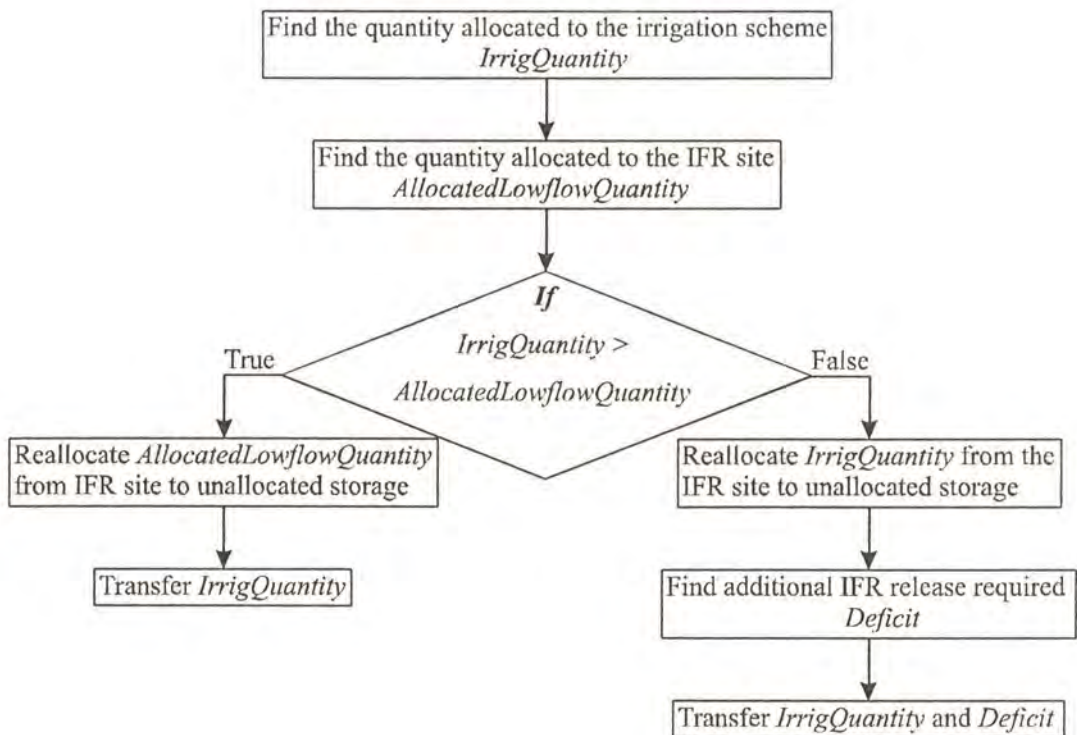 Find the quantity allocated to the irrigation scheme
IrrigQuantity
Find the quantity allocated to the IFR site
AllocatedLowflowQuantity
If
IrrigQuantity >
AllocatedLowflowQuantity
True
False
Reallocate AllocatedLowflowQuantity
from IFR site to unallocated storage
Transfer IrrigQuantity
Reallocate IrrigQuantity from the
IFR site to unallocated storage
Find additional IFR release required
Deficit
Transfer IrrigQuantity and Deficit